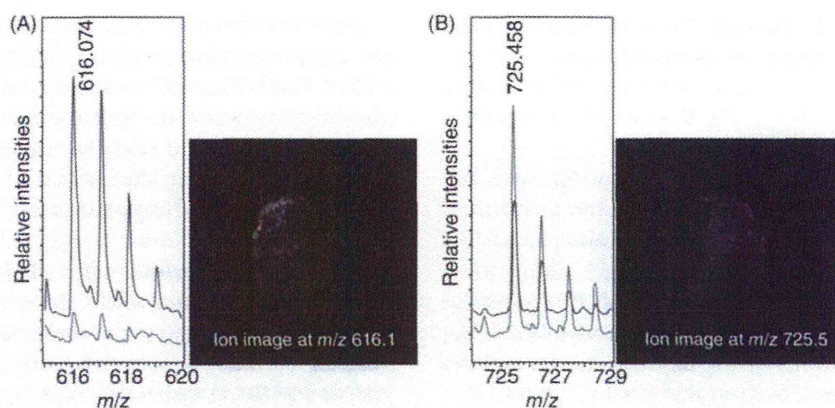 (A)
616.074
Relative intensities
616 618 620
m/z
Ion image at m/z 616.1
(B)
725.458
Relative intensities
725 727 729
m/z
Ion image at m/z 725.5